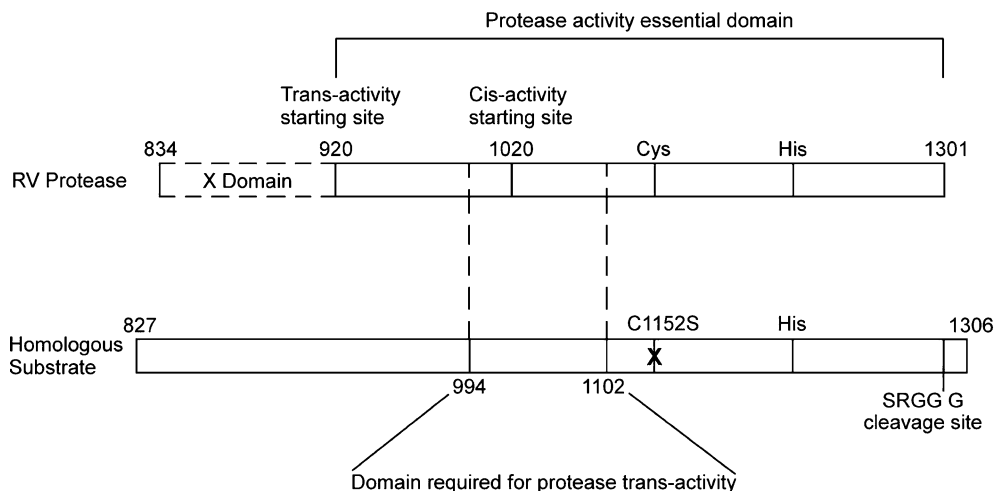 Protease activity essential domain
Trans-activity
starting site
Cis-activity
starting site
834
920
1020
Cys
His
1301
RV Protease
X Domain
827
C1152S
His
1306
Homologous
Substrate
X
994
1102
SRGG G
cleavage site
Domain required for protease trans-activity